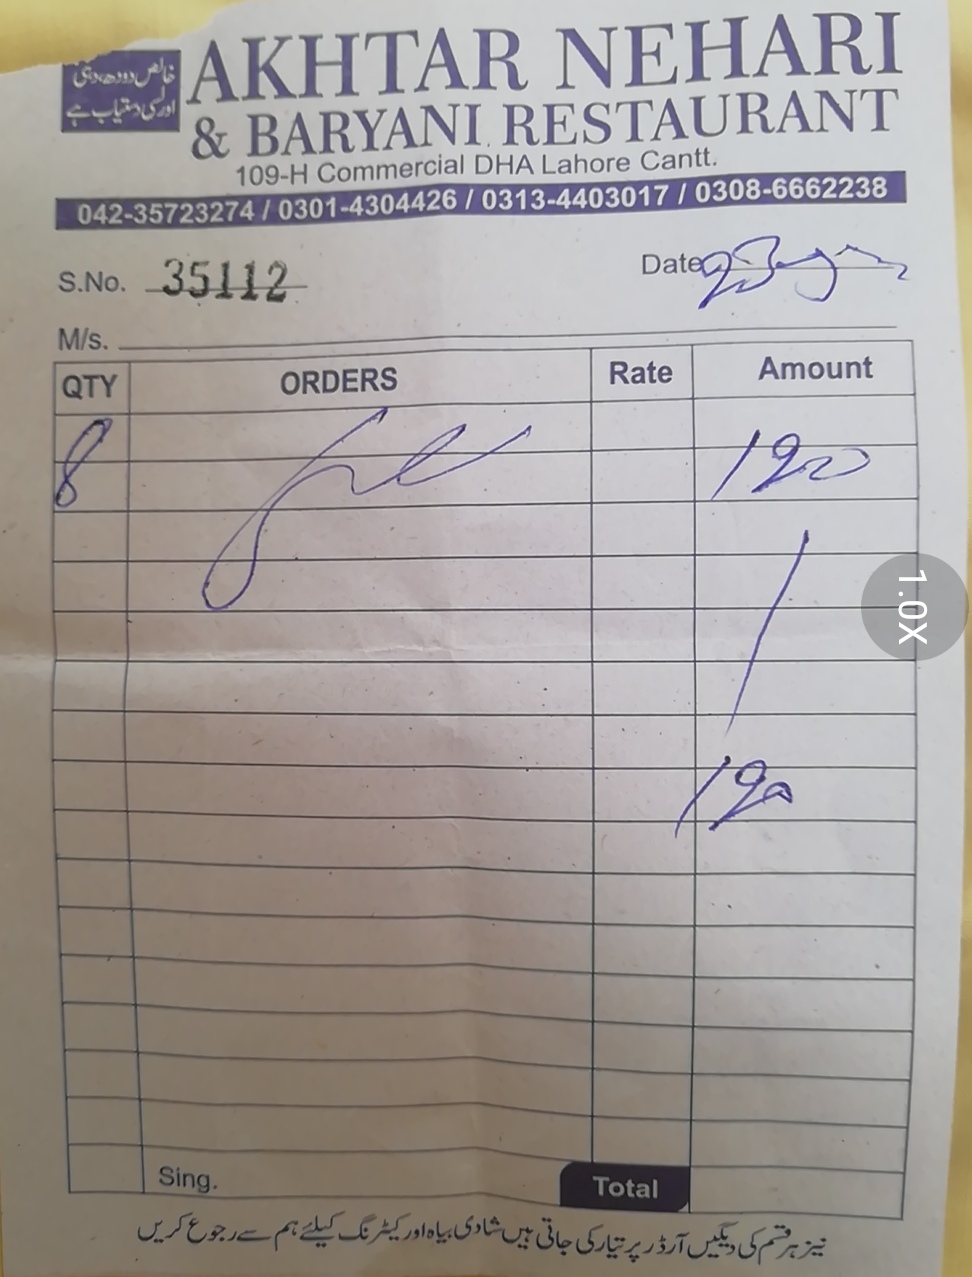 خالص دودھ دہی
اور لسی دستیاب ہے
AKHTAR NEHARI
& BARYANI RESTAURANT
109-H Commercial DHA Lahore Cantt.
042-35723274 / 0301-4304426 / 0313-4403017 / 0308-6662238
S.No. 35112
Date
M/s.
QTY ORDERS Rate Amount
8 120
120
1.0X
Sing. Total
نیز ہر قسم کی دیگیں آرڈر پر تیار کی جاتی ہیں شادی بیاہ اور کیٹرنگ کیلئے ہم سے رجوع کریں